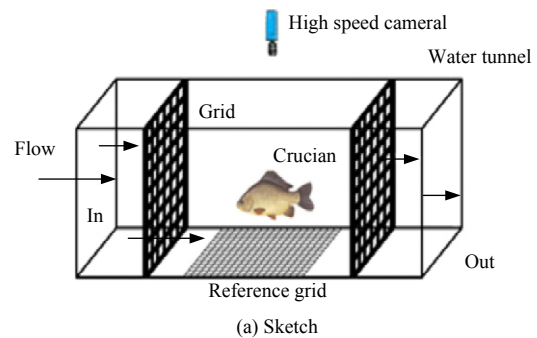 High speed cameral
Water tunnel
Grid
Flow
Crucian
In
Out
Reference grid
(a) Sketch